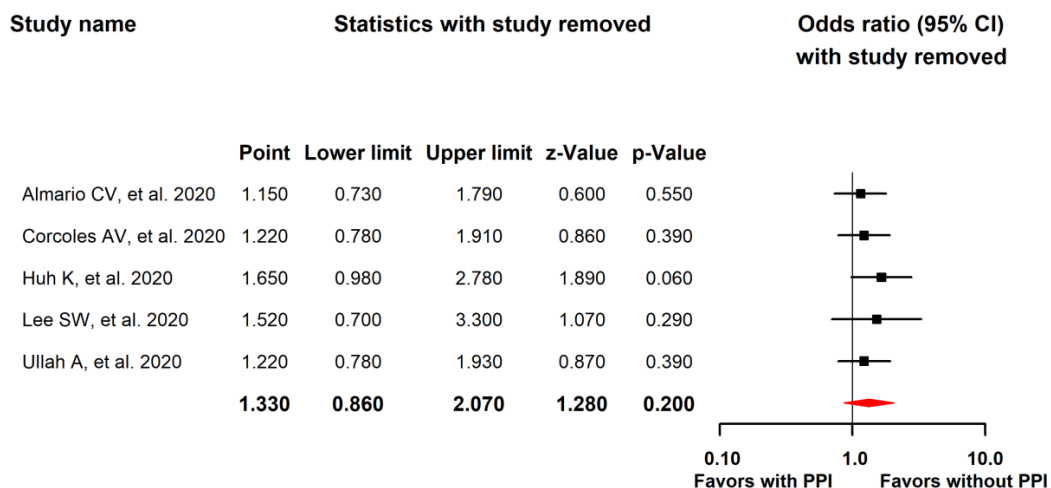 Study name Statistics with study removed Odds ratio (95% CI)
with study removed
Point Lower limit Upper limit z-Value p-Value
Almario CV, et al. 2020 1.150 0.730 1.790 0.600 0.550
Corcoles AV, et al. 2020 1.220 0.780 1.910 0.860 0.390
Huh K, et al. 2020 1.650 0.980 2.780 1.890 0.060
Lee SW, et al. 2020 1.520 0.700 3.300 1.070 0.290
Ullah A, et al. 2020 1.220 0.780 1.930 0.870 0.390
1.330 0.860 2.070 1.280 0.200
0.10 1.0 10.0
Favors with PPI Favors without PPI